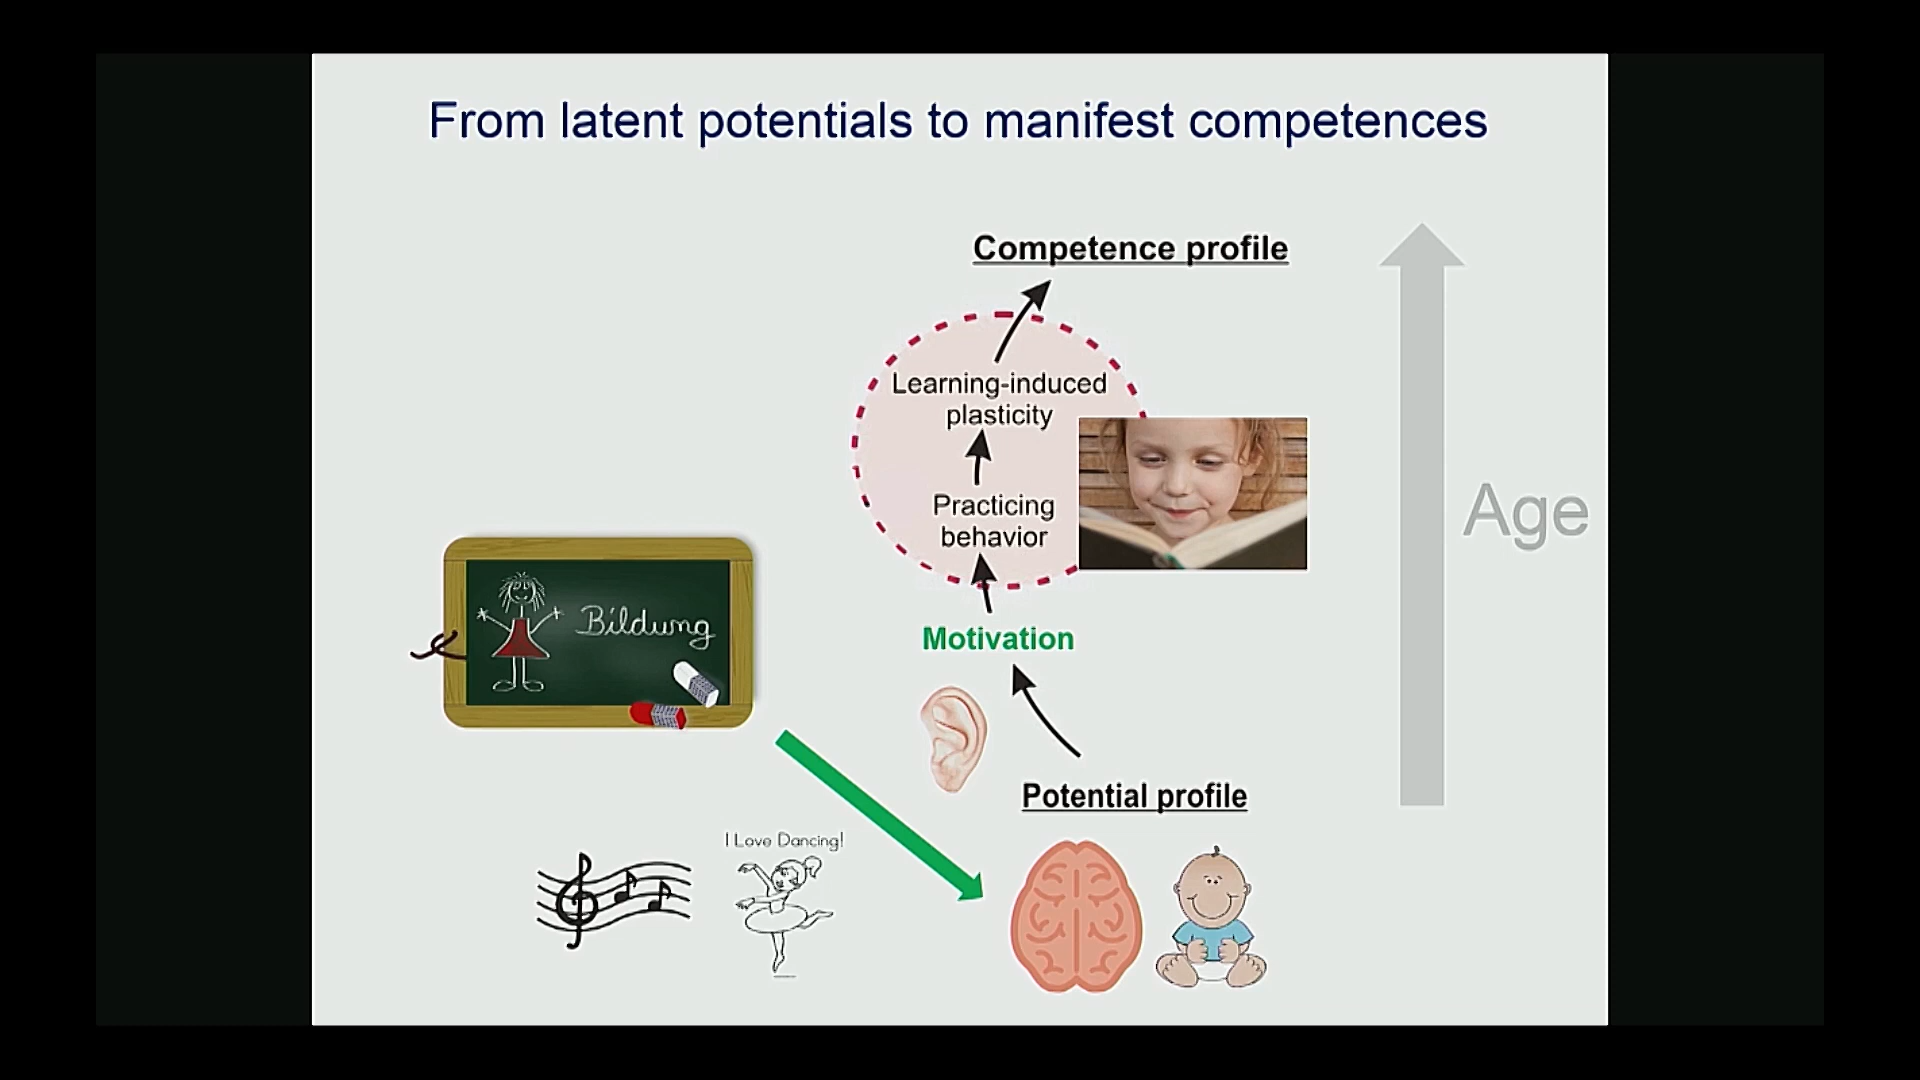 From latent potentials to manifest competences
Competence profile
Learning-induced
plasticity
Practicing
behavior
Age
Bildung
Motivation
Potential profile
I Love Dancing!